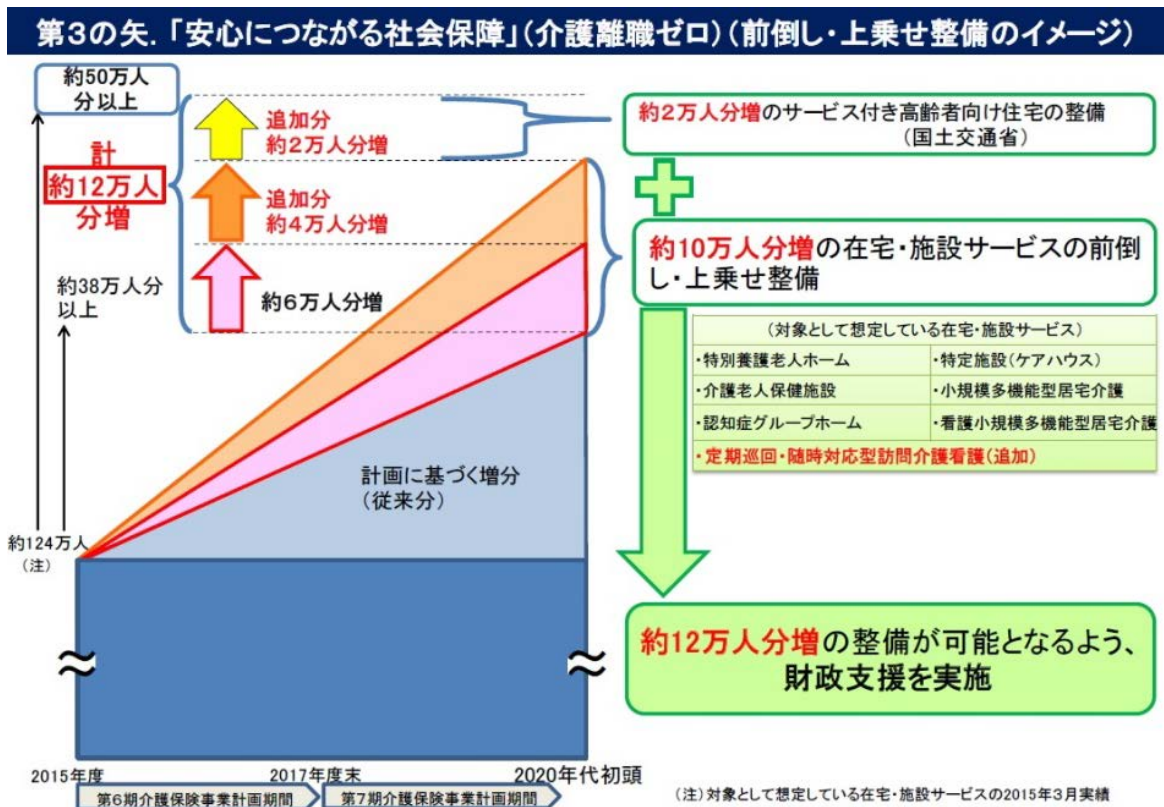 第3の矢．「安心につながる社会保障」（介護離職ゼロ）（前倒し・上乗せ整備のイメージ）
約50万人
分以上
計
約12万人
分増
約38万人分
以上
追加分
約2万人分増
追加分
約4万人分増
約6万人分増
計画に基づく増分
（従来分）
約124万人
（注）
2015年度
2017年度末
2020年代初頭
第6期介護保険事業計画期間
第7期介護保険事業計画期間
約2万人分増のサービス付き高齢者向け住宅の整備
（国土交通省）
約10万人分増の在宅・施設サービスの前倒
し・上乗せ整備
（対象として想定している在宅・施設サービス）
・特別養護老人ホーム
・特定施設（ケアハウス）
・介護老人保健施設
・小規模多機能型居宅介護
・認知症グループホーム
・看護小規模多機能型居宅介護
・定期巡回・随時対応型訪問介護看護（追加）
約12万人分増の整備が可能となるよう、
財政支援を実施
（注）対象として想定している在宅・施設サービスの2015年3月実績